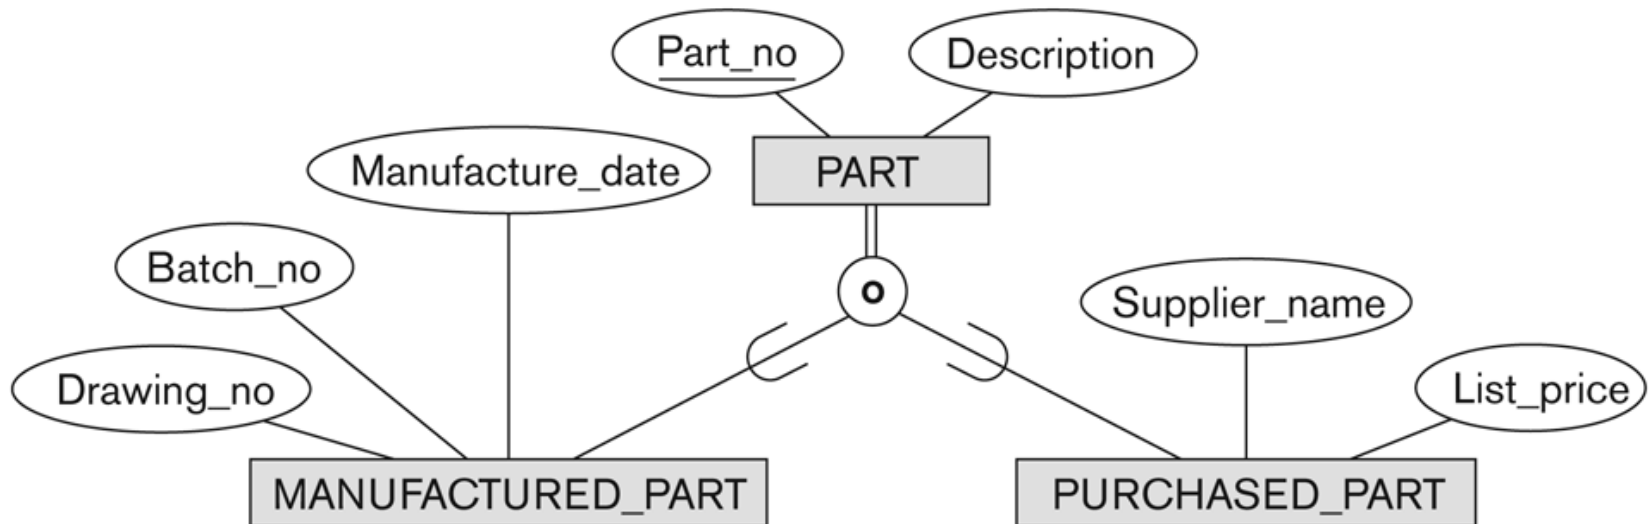 Part_no
Description
Manufacture_date
PART
Batch_no
o
Supplier_name
Drawing_no
List_price
MANUFACTURED_PART
PURCHASED_PART